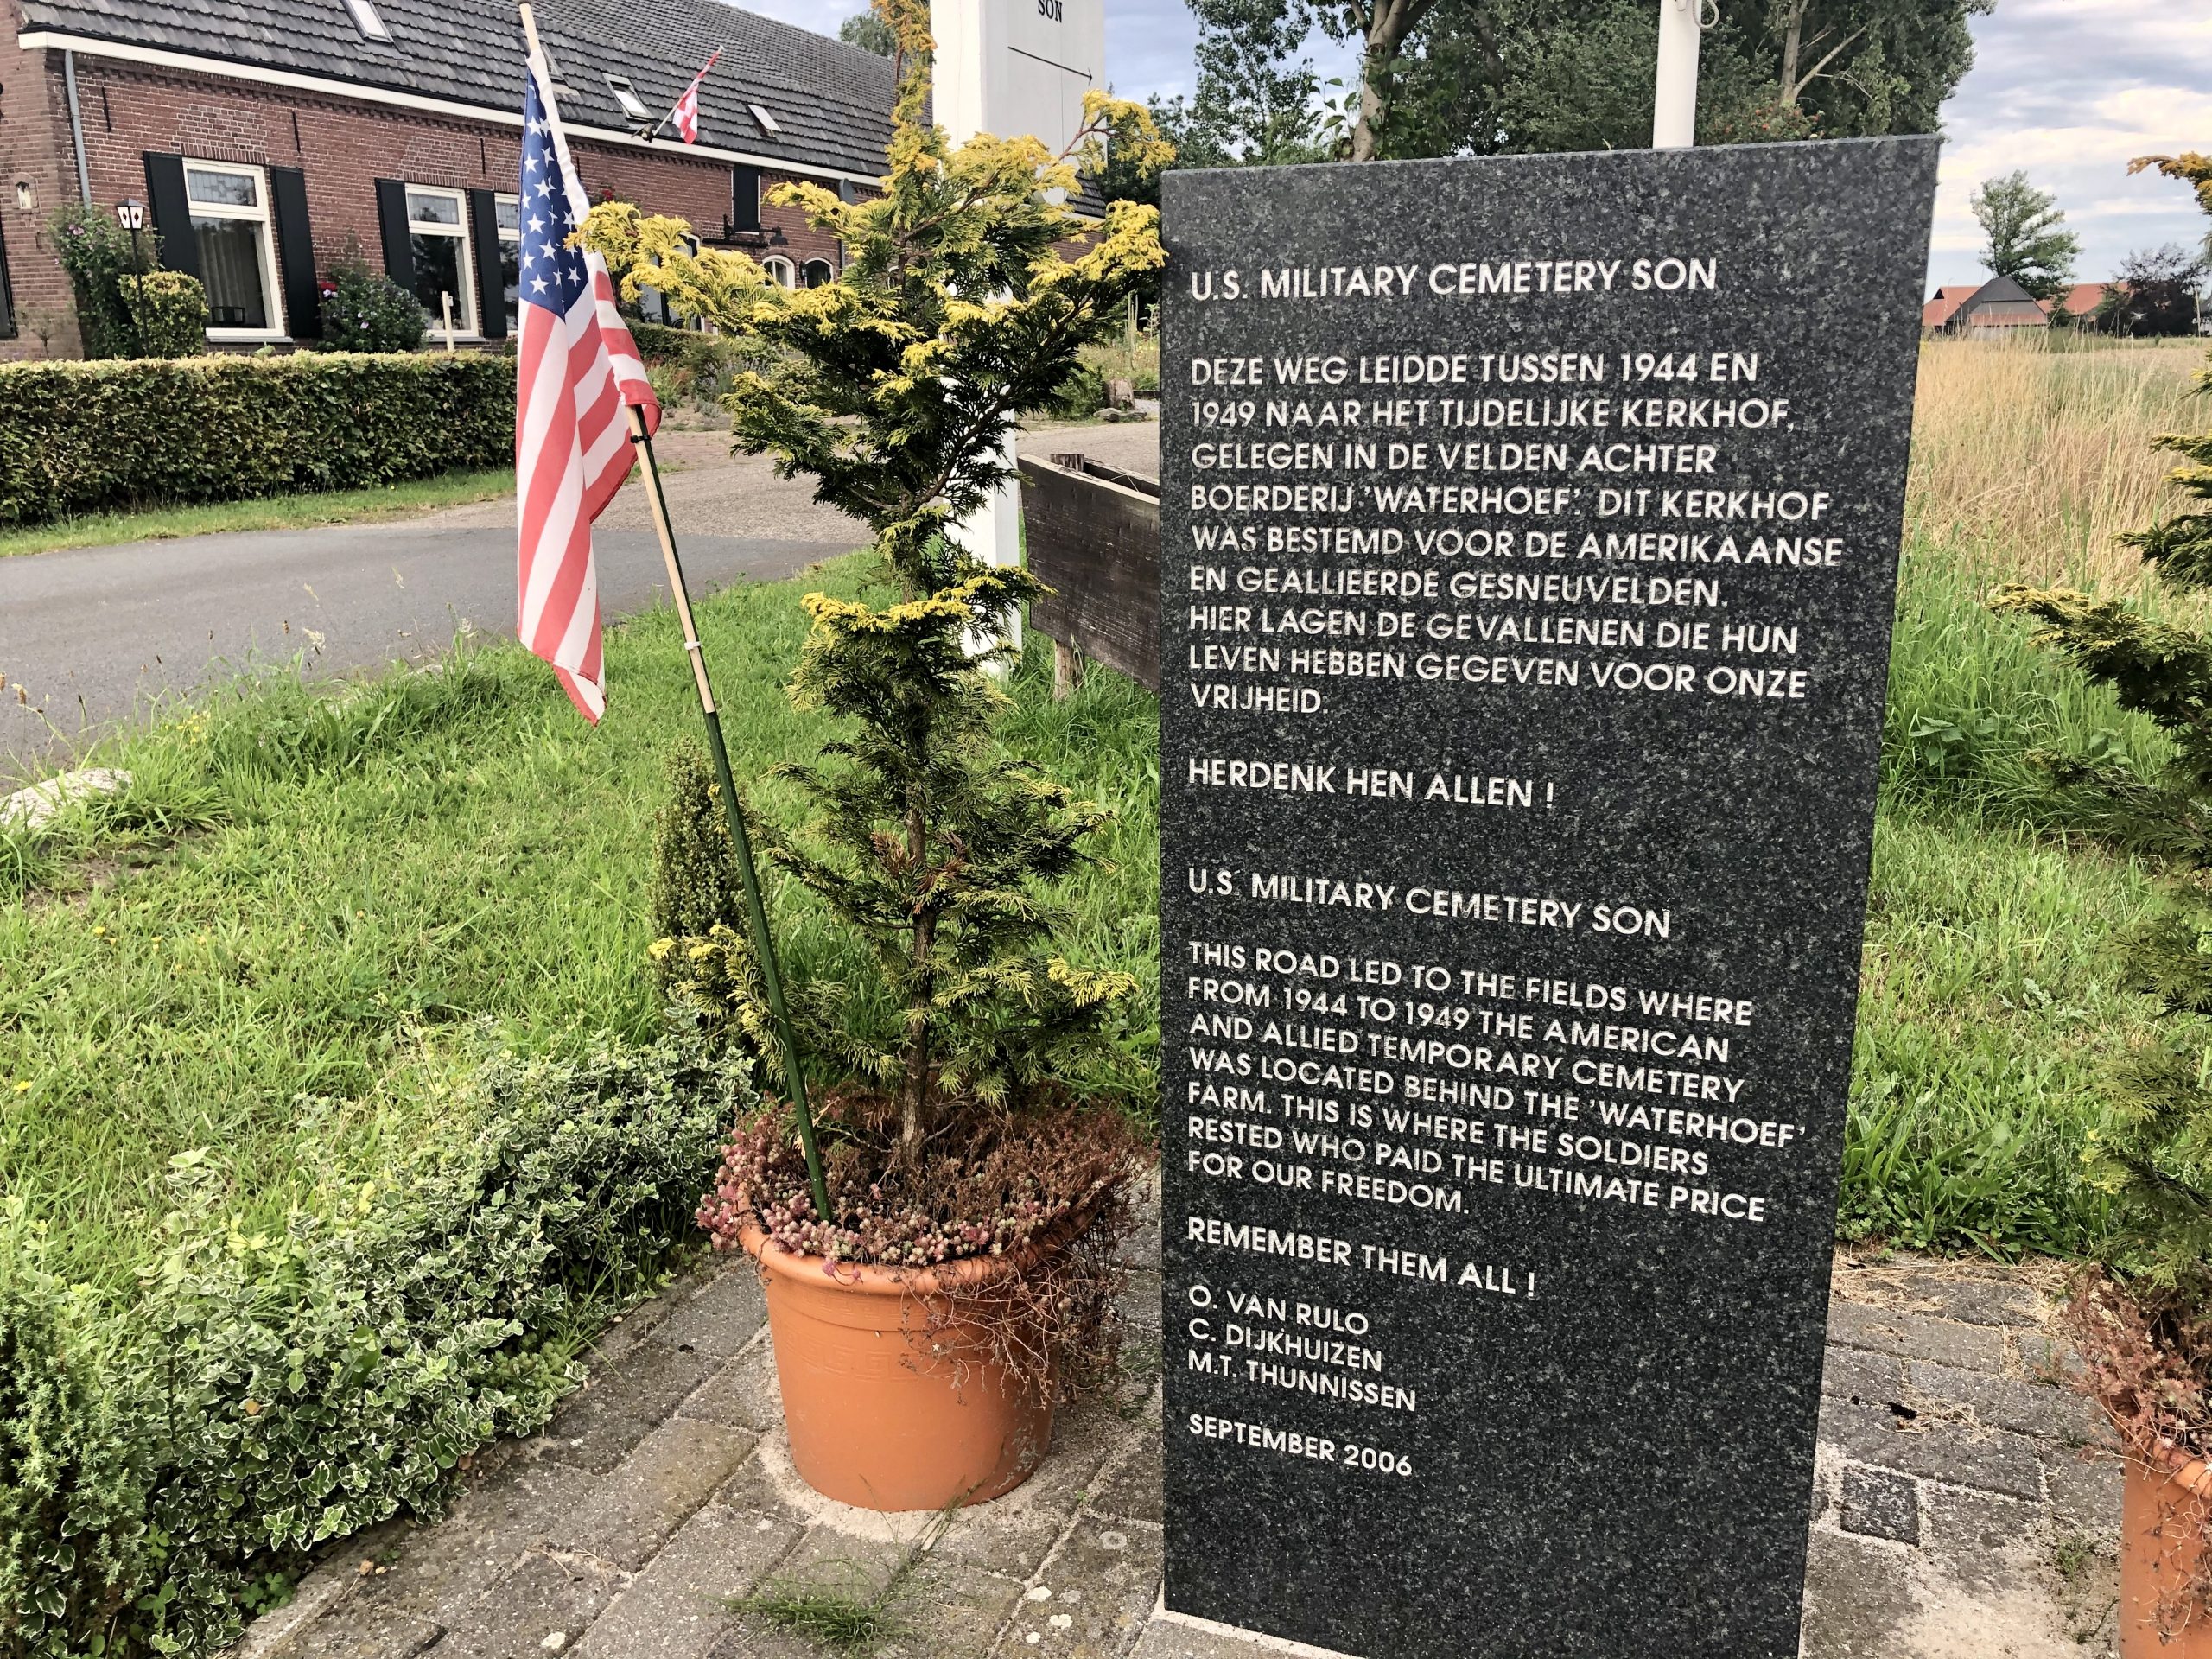 SON
U.S. MILITARY CEMETERY SON
DEZE WEG LEIDDE TUSSEN 1944 EN
1949 NAAR HET TIJDELIJKE KERKHOF,
GELEGEN IN DE VELDEN ACHTER
BOERDERIJ 'WATERHOEF'. DIT KERKHOF
WAS BESTEMD VOOR DE AMERIKAANSE
EN GEALLIEERDE GESNEUVELDEN.
HIER LAGEN DE GEVALLENEN DIE HUN
LEVEN HEBBEN GEGEVEN VOOR ONZE
VRIJHEID.
HERDENK HEN ALLEN !
U.S. MILITARY CEMETERY SON
THIS ROAD LED TO THE FIELDS WHERE
FROM 1944 TO 1949 THE AMERICAN
AND ALLIED TEMPORARY CEMETERY
WAS LOCATED BEHIND THE 'WATERHOEF'
FARM. THIS IS WHERE THE SOLDIERS
RESTED WHO PAID THE ULTIMATE PRICE
FOR OUR FREEDOM.
REMEMBER THEM ALL !
O. VAN RULO
C. DIJKHUIZEN
M.T. THUNNISSEN
SEPTEMBER 2006